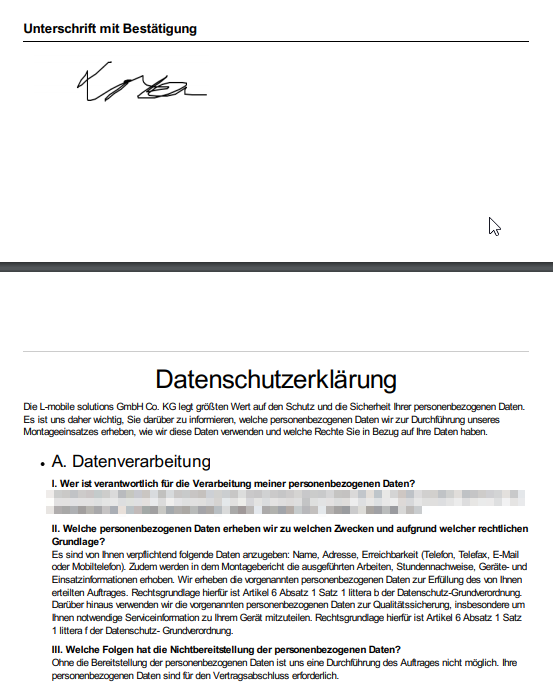 Unterschrift mit Bestätigung
Datenschutzerklärung
Die L-mobile solutions GmbH Co. KG legt größten Wert auf den Schutz und die Sicherheit Ihrer personenbezogenen Daten.
Es ist uns daher wichtig, Sie darüber zu informieren, welche personenbezogenen Daten wir zur Durchführung unseres
Montageeinsatzes erheben, wie wir diese Daten verwenden und welche Rechte Sie in Bezug auf Ihre Daten haben.
• A. Datenverarbeitung
I. Wer ist verantwortlich für die Verarbeitung meiner personenbezogenen Daten?
II. Welche personenbezogenen Daten erheben wir zu welchen Zwecken und aufgrund welcher rechtlichen
Grundlage?
Es sind von Ihnen verpflichtend folgende Daten anzugeben: Name, Adresse, Erreichbarkeit (Telefon, Telefax, E-Mail
oder Mobiltelefon). Zudem werden in dem Montagebericht die ausgeführten Arbeiten, Stundennachweise, Geräte- und
Einsatzinformationen erhoben. Wir erheben die vorgenannten personenbezogenen Daten zur Erfüllung des von Ihnen
erteilten Auftrages. Rechtsgrundlage hierfür ist Artikel 6 Absatz 1 Satz 1 littera b der Datenschutz-Grundverordnung.
Darüber hinaus verwenden wir die vorgenannten personenbezogenen Daten zur Qualitätssicherung, insbesondere um
Ihnen notwendige Serviceinformation zu Ihrem Gerät mitzuteilen. Rechtsgrundlage hierfür ist Artikel 6 Absatz 1 Satz
1 littera f der Datenschutz- Grundverordnung.
III. Welche Folgen hat die Nichtbereitstellung der personenbezogenen Daten?
Ohne die Bereitstellung der personenbezogenen Daten ist uns eine Durchführung des Auftrages nicht möglich. Ihre
personenbezogenen Daten sind für den Vertragsabschluss erforderlich.